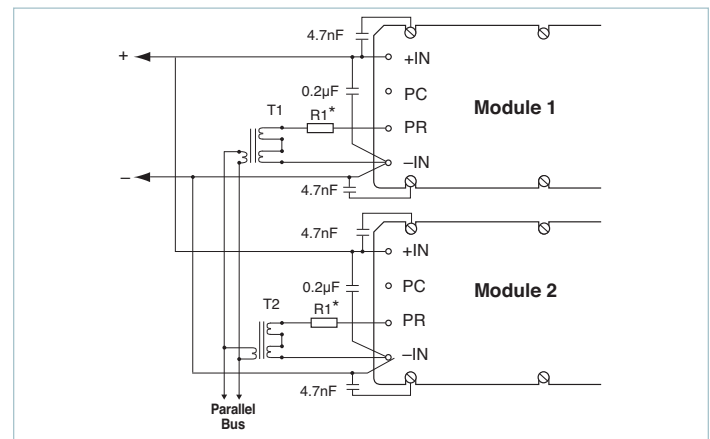 4.7nF
+
+IN
0.2µF
PC
Module 1
T1
R1*
PR
–IN
–
4.7nF
4.7nF
+IN
0.2µF
PC
Module 2
T2
R1*
PR
–IN
4.7nF
Parallel
Bus